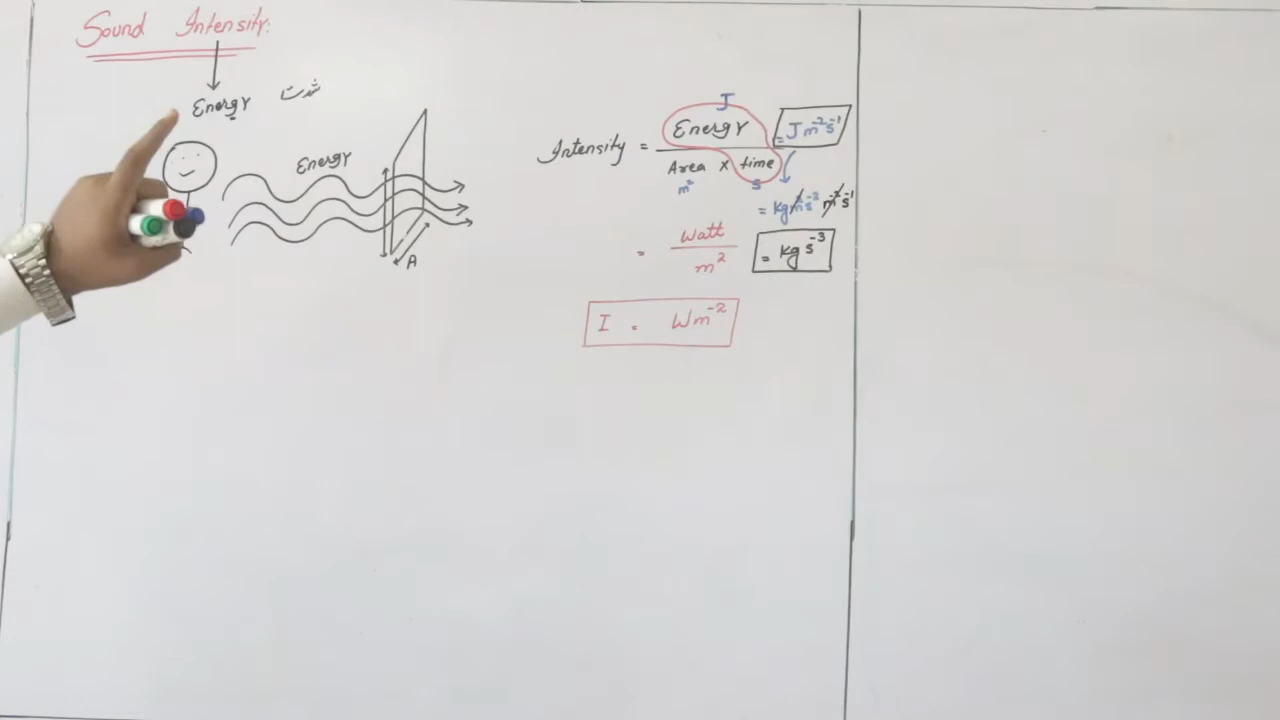 Sound Intensity:
Energy شدت
Energy
A
J
Intensity = Energy / Area × time = J m⁻² s⁻¹
m² s
= kg m² s⁻² m⁻² s⁻¹
= Watt / m²
= kg s⁻³
I = Wm⁻²